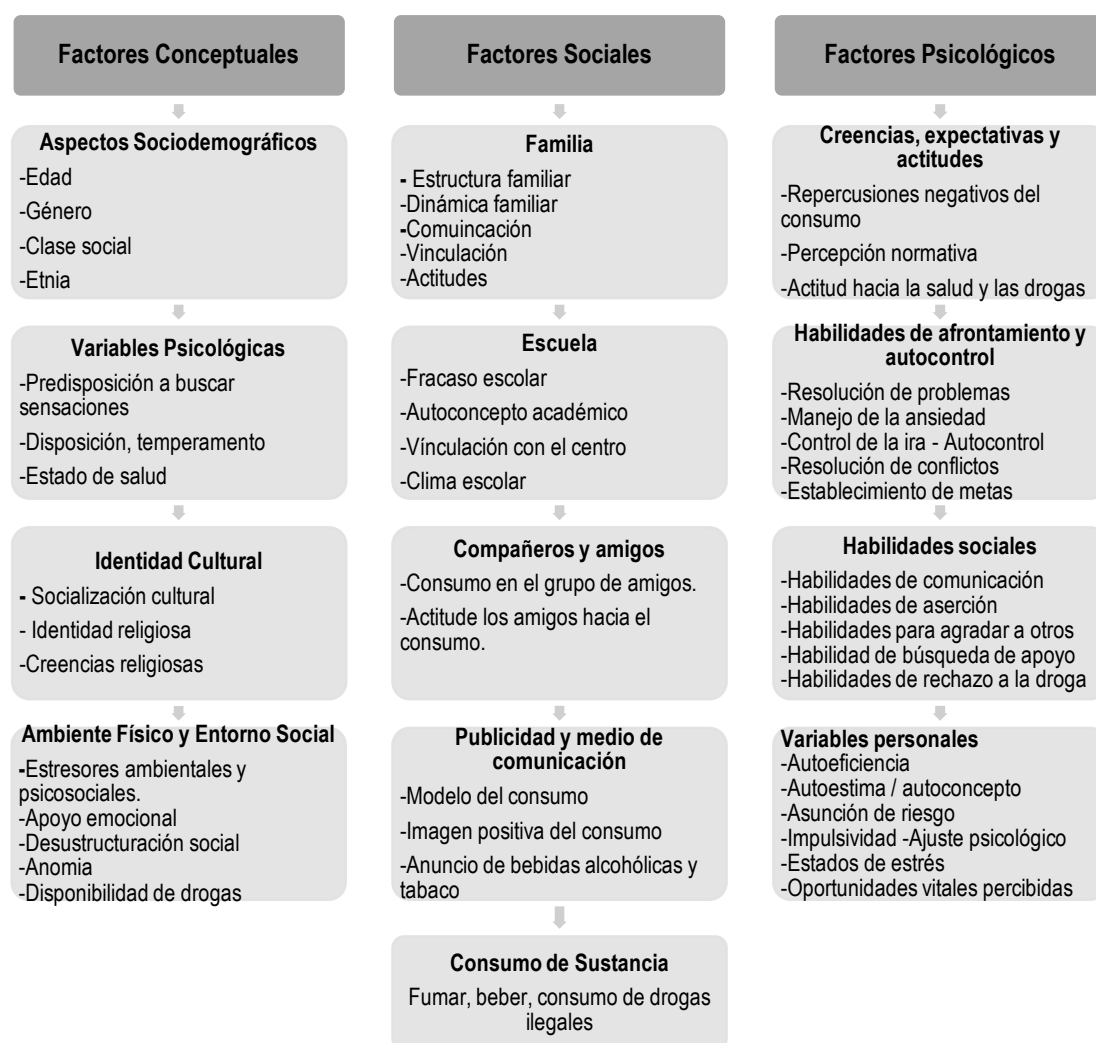 Factores Conceptuales
Aspectos Sociodemográficos
-Edad
-Género
-Clase social
-Etnia
Variables Psicológicas
-Predisposición a buscar
sensaciones
-Disposición, temperamento
-Estado de salud
Identidad Cultural
- Socialización cultural
- Identidad religiosa
-Creencias religiosas
Ambiente Físico y Entorno Social
-Estresores ambientales y
psicosociales.
-Apoyo emocional
-Desustructuración social
-Anomia
-Disponibilidad de drogas
Factores Sociales
Familia
- Estructura familiar
-Dinámica familiar
-Comuincación
-Vinculación
-Actitudes
Escuela
-Fracaso escolar
-Autoconcepto académico
-Vínculación con el centro
-Clima escolar
Compañeros y amigos
-Consumo en el grupo de amigos.
-Actitude los amigos hacia el
consumo.
Publicidad y medio de
comunicación
-Modelo del consumo
-Imagen positiva del consumo
-Anuncio de bebidas alcohólicas y
tabaco
Consumo de Sustancia
Fumar, beber, consumo de drogas
ilegales
Factores Psicológicos
Creencias, expectativas y
actitudes
-Repercusiones negativos del
consumo
-Percepción normativa
-Actitud hacia la salud y las drogas
Habilidades de afrontamiento y
autocontrol
-Resolución de problemas
-Manejo de la ansiedad
-Control de la ira - Autocontrol
-Resolución de conflictos
-Establecimiento de metas
Habilidades sociales
-Habilidades de comunicación
-Habilidades de aserción
-Habilidades para agradar a otros
-Habilidad de búsqueda de apoyo
-Habilidades de rechazo a la droga
Variables personales
-Autoeficiencia
-Autoestima / autoconcepto
-Asunción de riesgo
-Impulsividad -Ajuste psicológico
-Estados de estrés
-Oportunidades vitales percibidas